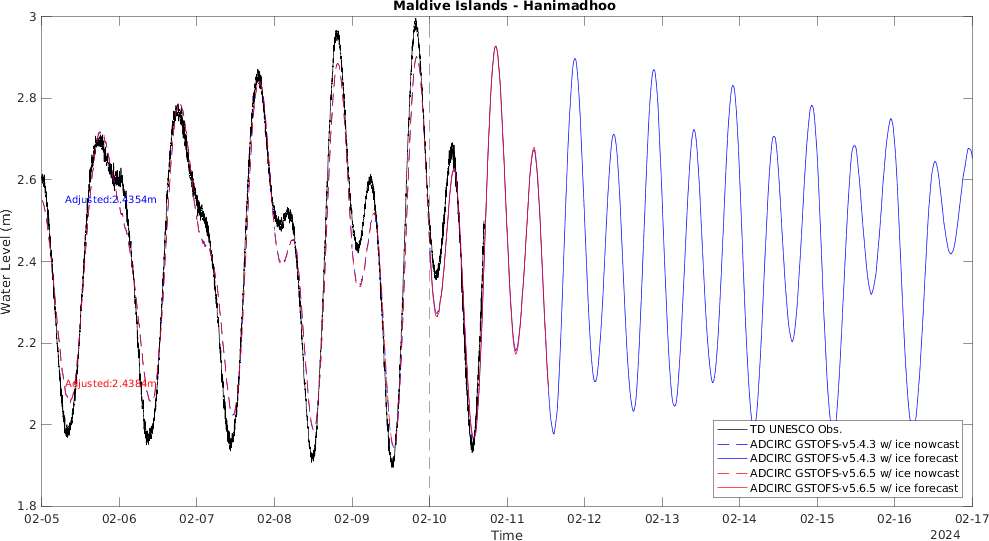 Maldive Islands - Hanimadhoo
3
2.8
2.6
2.4
2.2
2
1.8
Water Level (m)
Adjusted:2.4354m
Adjusted:2.4384m
TD UNESCO Obs.
ADCIRC GSTOFS-v5.4.3 w/ ice nowcast
ADCIRC GSTOFS-v5.4.3 w/ ice forecast
ADCIRC GSTOFS-v5.6.5 w/ ice nowcast
ADCIRC GSTOFS-v5.6.5 w/ ice forecast
02-05 02-06 02-07 02-08 02-09 02-10 02-11 02-12 02-13 02-14 02-15 02-16 02-17
Time
2024